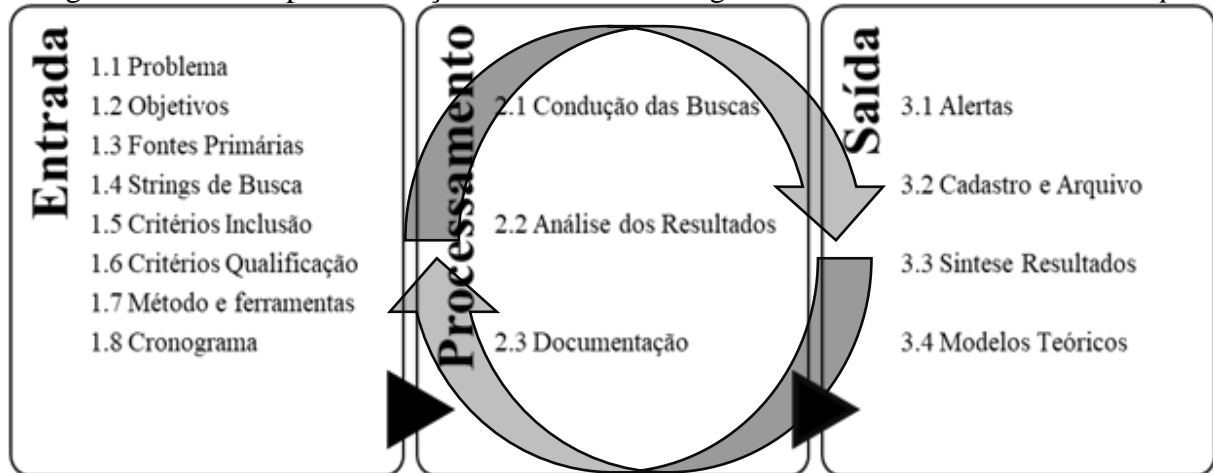 Entrada
1.1 Problema
1.2 Objetivos
1.3 Fontes Primárias
1.4 Strings de Busca
1.5 Critérios Inclusão
1.6 Critérios Qualificação
1.7 Método e ferramentas
1.8 Cronograma
Processamento
2.1 Condução das Buscas
2.2 Análise dos Resultados
2.3 Documentação
Saída
3.1 Alertas
3.2 Cadastro e Arquivo
3.3 Sintese Resultados
3.4 Modelos Teóricos